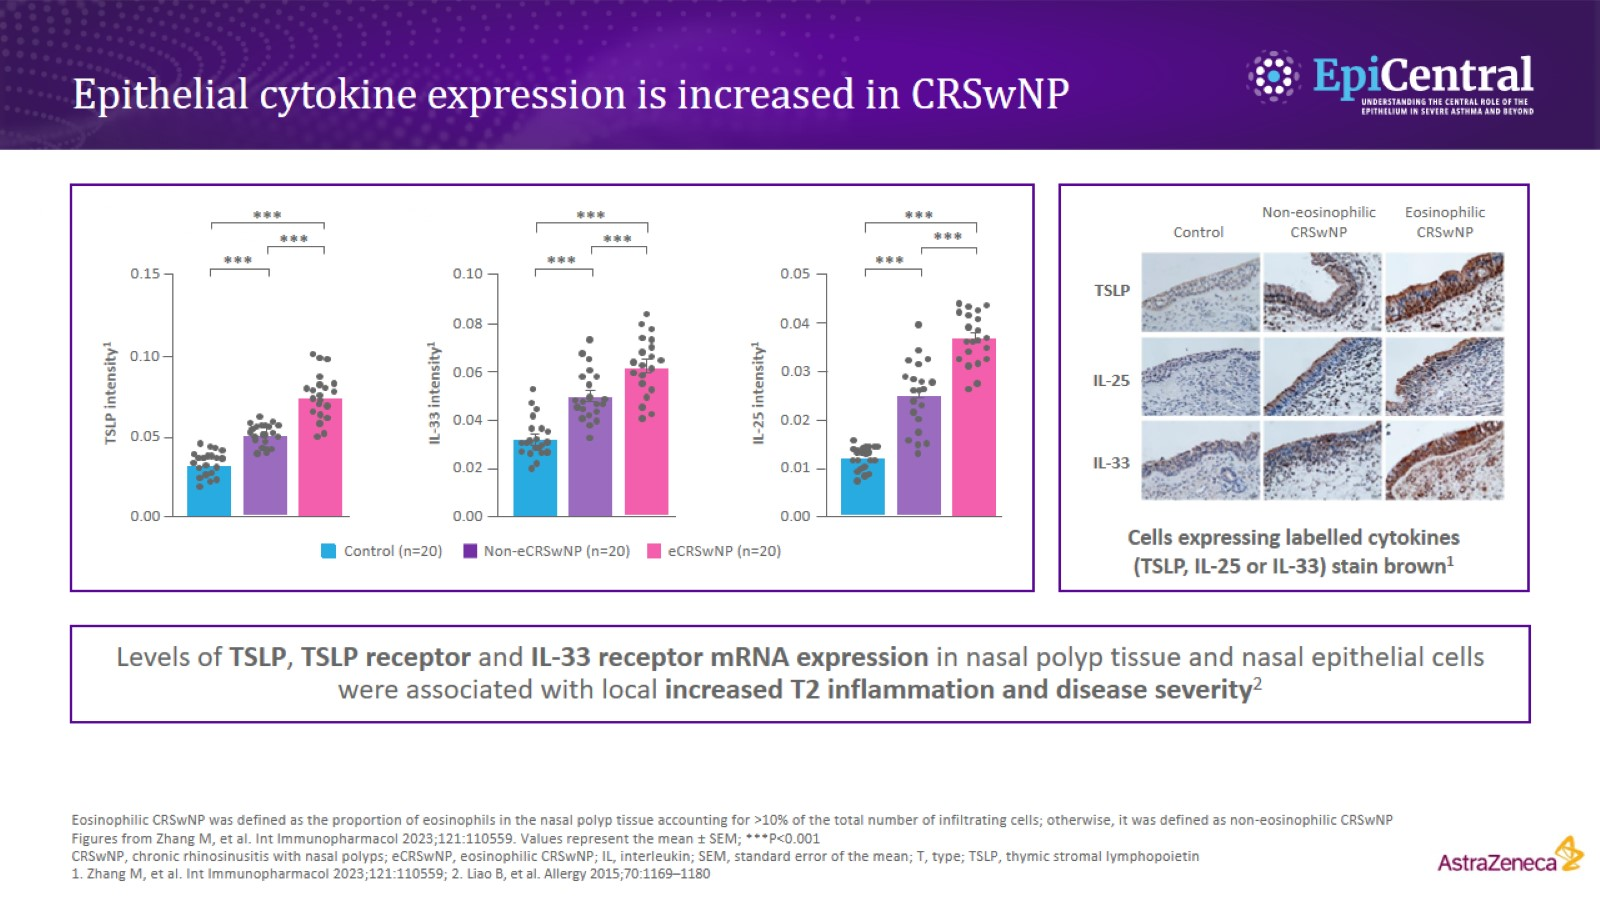 Epithelial cytokine expression is increased in CRSwNP
EpiCentral
UNDERSTANDING THE CENTRAL ROLE OF THE
EPITHELIUM IN SEVERE ASTHMA AND BEYOND
***
***
***
0.15
0.10
0.05
0.00
TSLP intensity¹
***
***
***
0.10
0.08
0.06
0.04
0.02
0.00
IL-33 intensity¹
***
***
***
0.05
0.04
0.03
0.02
0.01
0.00
IL-25 intensity¹
Control (n=20) Non-eCRSwNP (n=20) eCRSwNP (n=20)
Control
Non-eosinophilic
CRSwNP
Eosinophilic
CRSwNP
TSLP
IL-25
IL-33
Cells expressing labelled cytokines
(TSLP, IL-25 or IL-33) stain brown¹
Levels of TSLP, TSLP receptor and IL-33 receptor mRNA expression in nasal polyp tissue and nasal epithelial cells
were associated with local increased T2 inflammation and disease severity²
Eosinophilic CRSwNP was defined as the proportion of eosinophils in the nasal polyp tissue accounting for >10% of the total number of infiltrating cells; otherwise, it was defined as non-eosinophilic CRSwNP
Figures from Zhang M, et al. Int Immunopharmacol 2023;121:110559. Values represent the mean ± SEM; ***P<0.001
CRSwNP, chronic rhinosinusitis with nasal polyps; eCRSwNP, eosinophilic CRSwNP; IL, interleukin; SEM, standard error of the mean; T, type; TSLP, thymic stromal lymphopoietin
1. Zhang M, et al. Int Immunopharmacol 2023;121:110559; 2. Liao B, et al. Allergy 2015;70:1169–1180
AstraZeneca